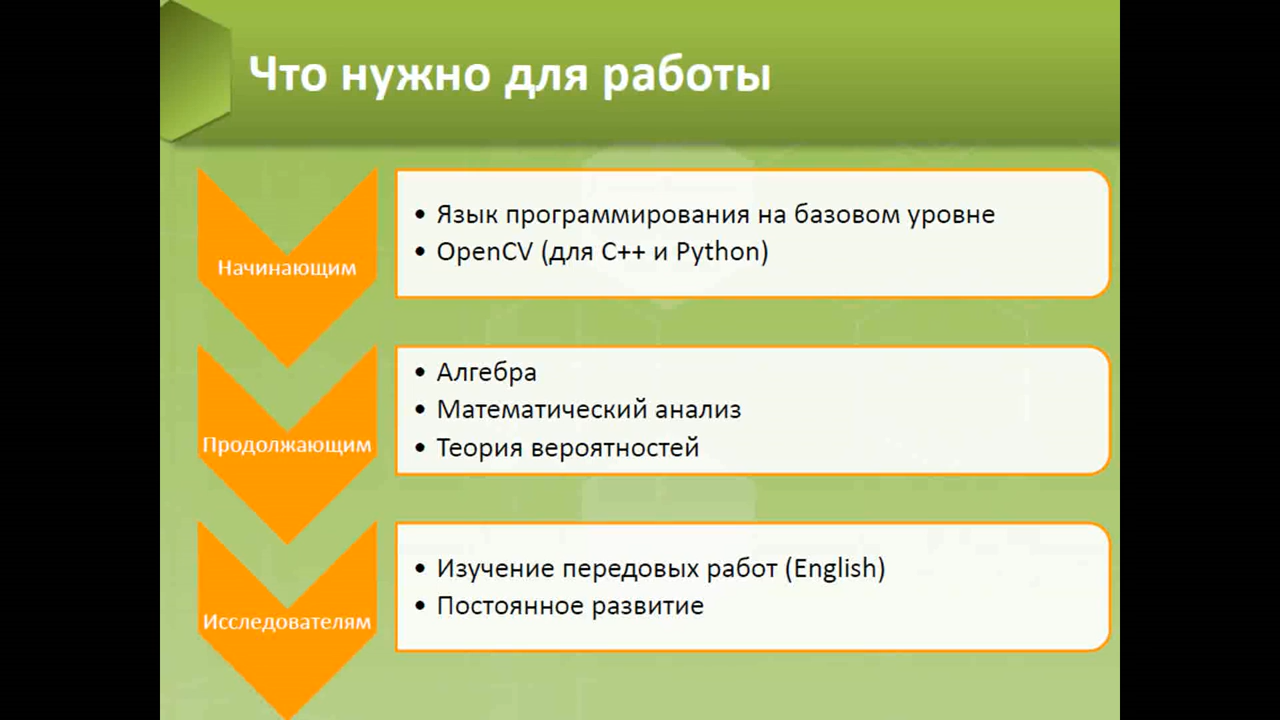 Что нужно для работы
Начинающим
• Язык программирования на базовом уровне
• OpenCV (для C++ и Python)
Продолжающим
• Алгебра
• Математический анализ
• Теория вероятностей
Исследователям
• Изучение передовых работ (English)
• Постоянное развитие